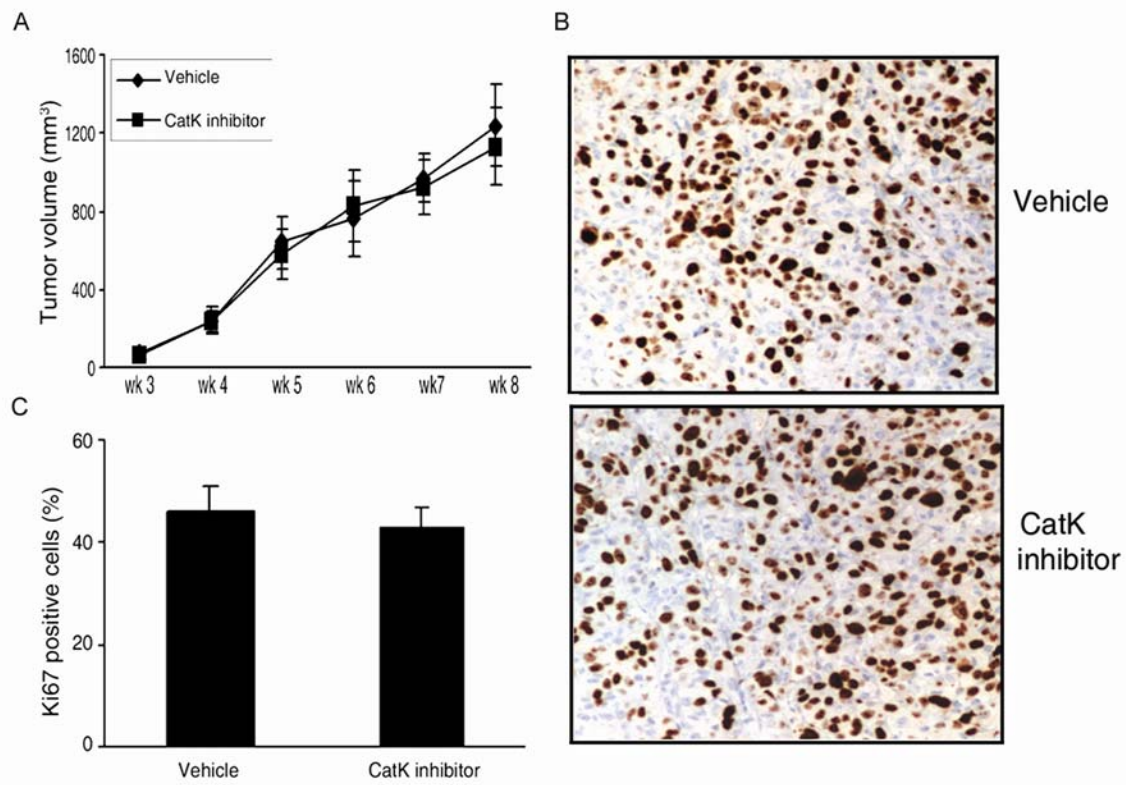 A
Tumor volume (mm³)
1600
1200
800
400
0
Vehicle
CatK inhibitor
wk 3 wk 4 wk 5 wk 6 wk7 wk 8
B
Vehicle
CatK
inhibitor
C
Ki67 positive cells (%)
60
40
20
0
Vehicle CatK inhibitor